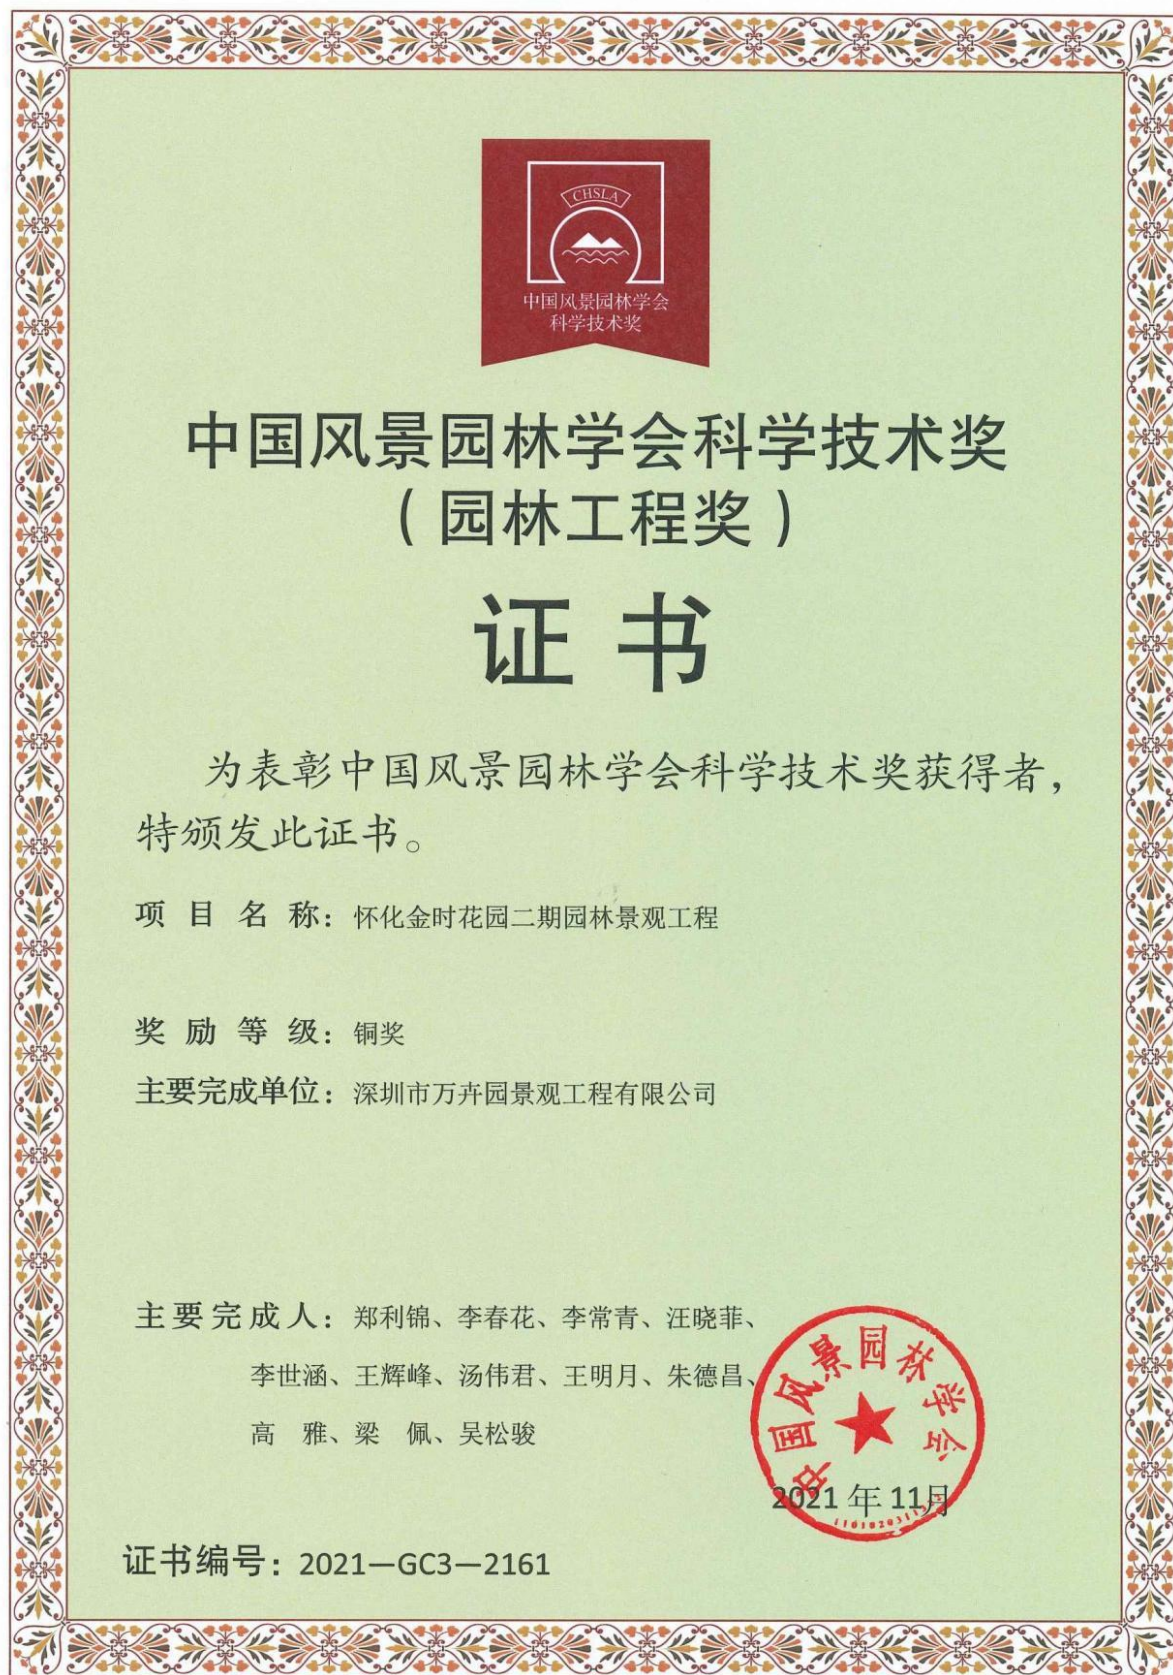 CHSLA
中国风景园林学会
科学技术奖
中国风景园林学会科学技术奖
（园林工程奖）
证书
为表彰中国风景园林学会科学技术奖获得者，
特颁发此证书。
项目名称：怀化金时花园二期园林景观工程
奖励等级：铜奖
主要完成单位：深圳市万卉园景观工程有限公司
主要完成人：郑利锦、李春花、李常青、汪晓菲、
李世涵、王辉峰、汤伟君、王明月、朱德昌、
高 雅、梁 佩、吴松骏
中国风景园林学会
2021年11月
证书编号：2021—GC3—2161